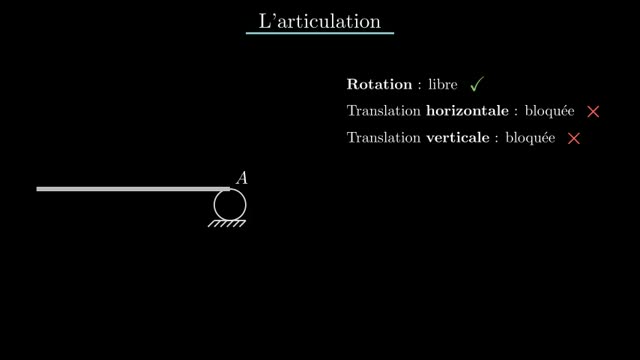 L'articulation
Rotation : libre ✓
Translation horizontale : bloquée ×
Translation verticale : bloquée ×
A